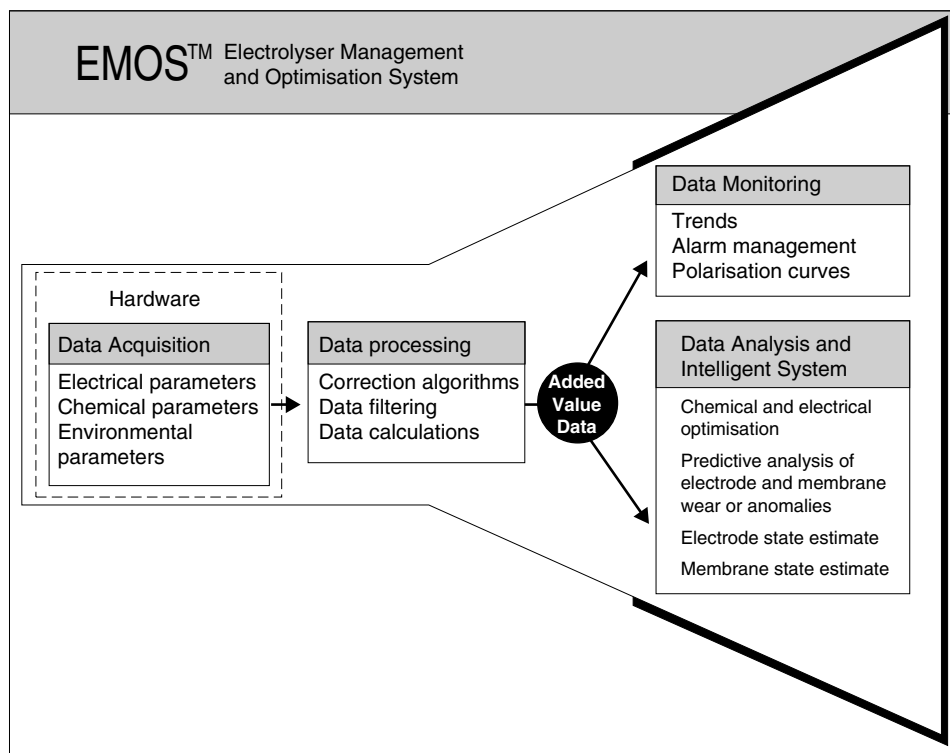 EMOS™ Electrolyser Management
and Optimisation System
Hardware
Data Acquisition
Electrical parameters
Chemical parameters
Environmental
parameters
Data processing
Correction algorithms
Data filtering
Data calculations
Added
Value
Data
Data Monitoring
Trends
Alarm management
Polarisation curves
Data Analysis and
Intelligent System
Chemical and electrical
optimisation
Predictive analysis of
electrode and membrane
wear or anomalies
Electrode state estimate
Membrane state estimate